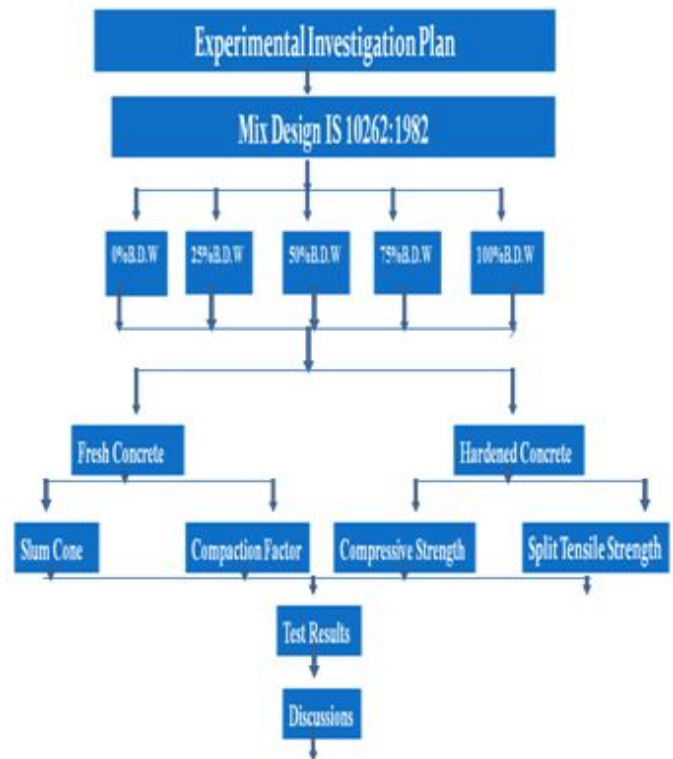 Experimental Investigation Plan
Mix Design IS 10262:1982
0%B.D.W
25%B.D.W
50%B.D.W
75%B.D.W
100%B.D.W
Fresh Concrete
Hardened Concrete
Slum Cone
Compaction Factor
Compressive Strength
Split Tensile Strength
Test Results
Discussions